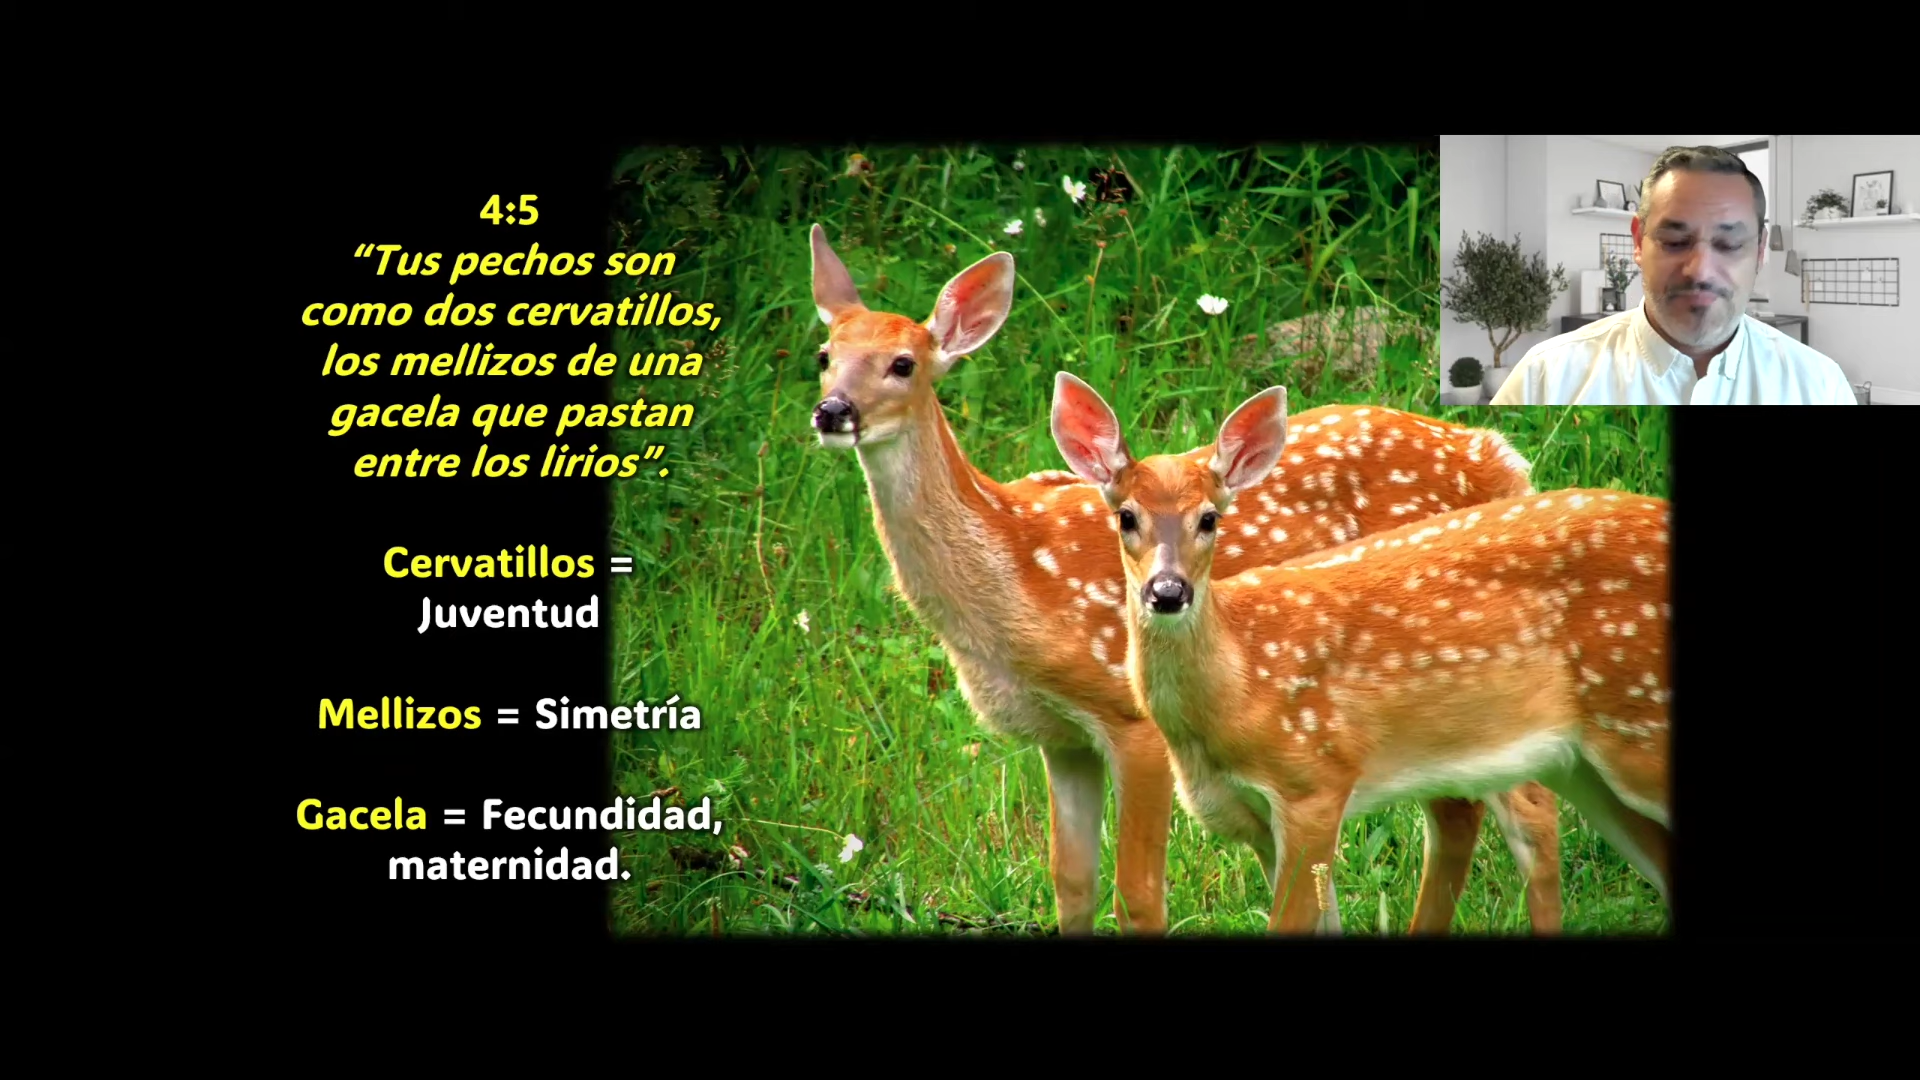 4:5
“Tus pechos son
como dos cervatillos,
los mellizos de una
gacela que pastan
entre los lirios”.
Cervatillos =
Juventud
Mellizos = Simetría
Gacela = Fecundidad,
maternidad.